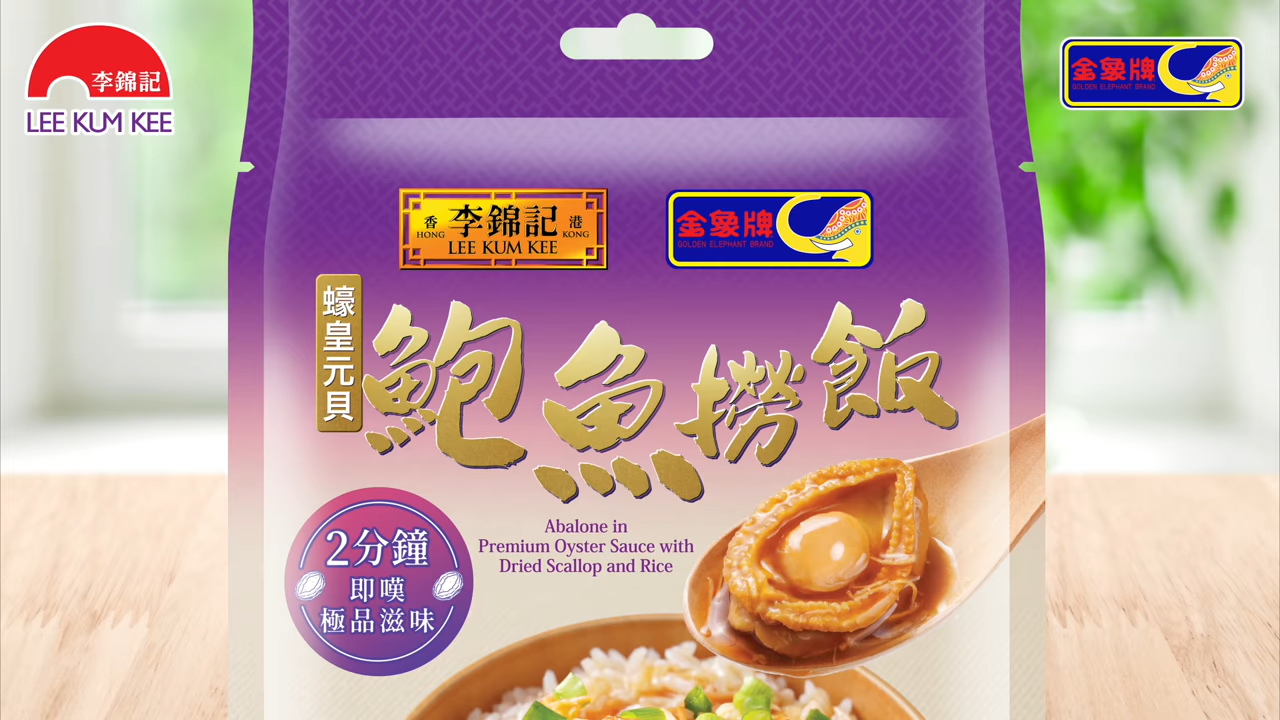 李錦記
LEE KUM KEE
金象牌
GOLDEN ELEPHANT BRAND
香港 李錦記
HONG KONG
LEE KUM KEE
金象牌
GOLDEN ELEPHANT BRAND
蠔皇元貝
鮑魚撈飯
Abalone in
Premium Oyster Sauce with
Dried Scallop and Rice
2分鐘
即嘆
極品滋味